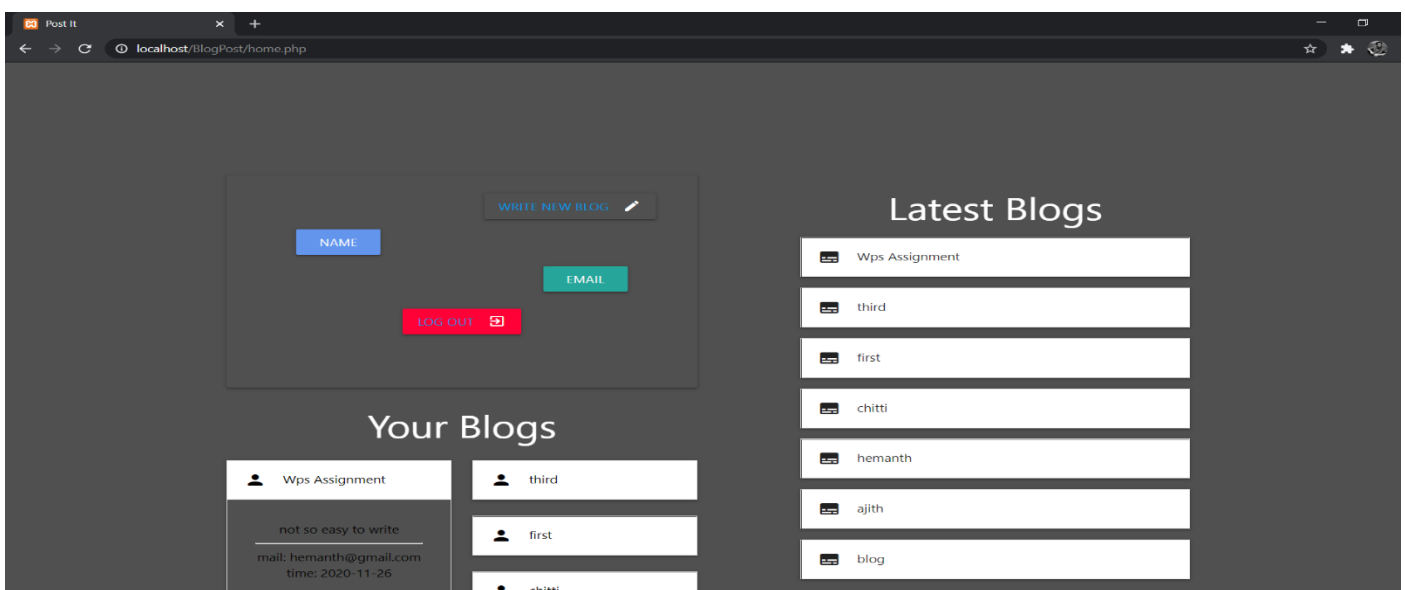 Post It
localhost/BlogPost/home.php
WRITE NEW BLOG
NAME
EMAIL
LOG OUT
Your Blogs
Wps Assignment
not so easy to write
mail: hemanth@gmail.com
time: 2020-11-26
third
first
chitti
Latest Blogs
Wps Assignment
third
first
chitti
hemanth
ajith
blog